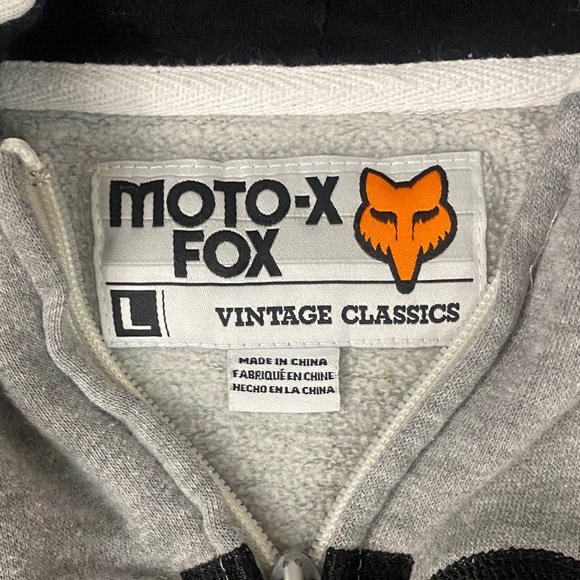 MOTO-X
FOX
L
VINTAGE CLASSICS
MADE IN CHINA
FABRIQUÉ EN CHINE
HECHO EN LA CHINA